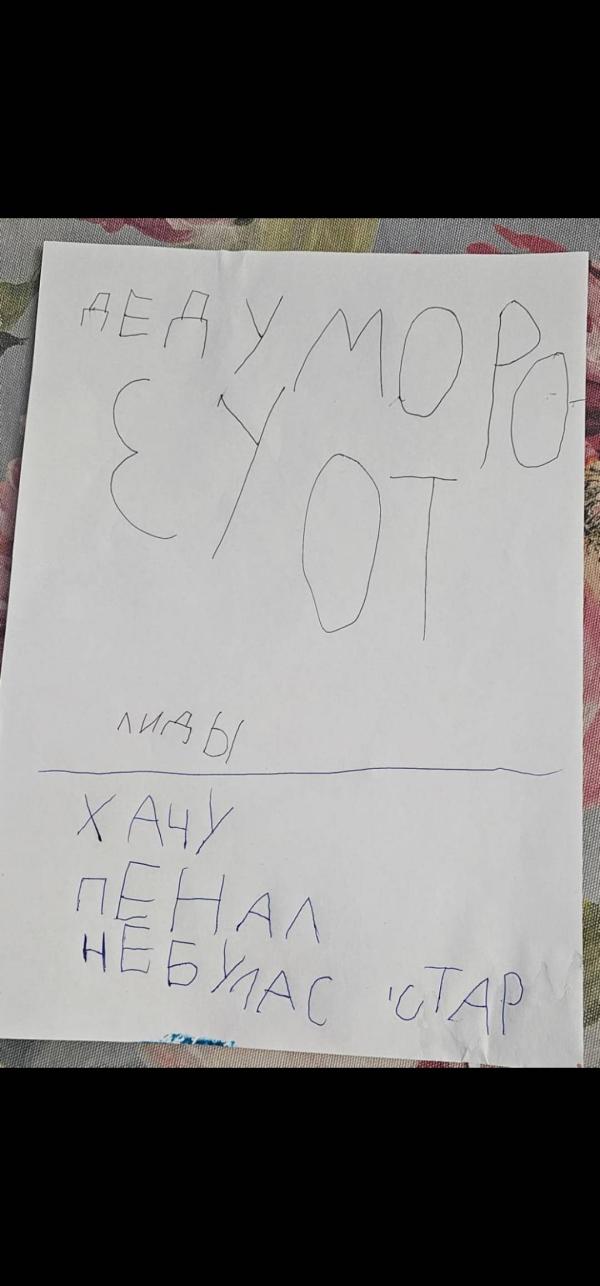 ДЕДУ МОРО
ЗУ ОТ
ЛИДЫ
ХАЧУ
ПЕНАЛ
НЕБУЛАС СТАР